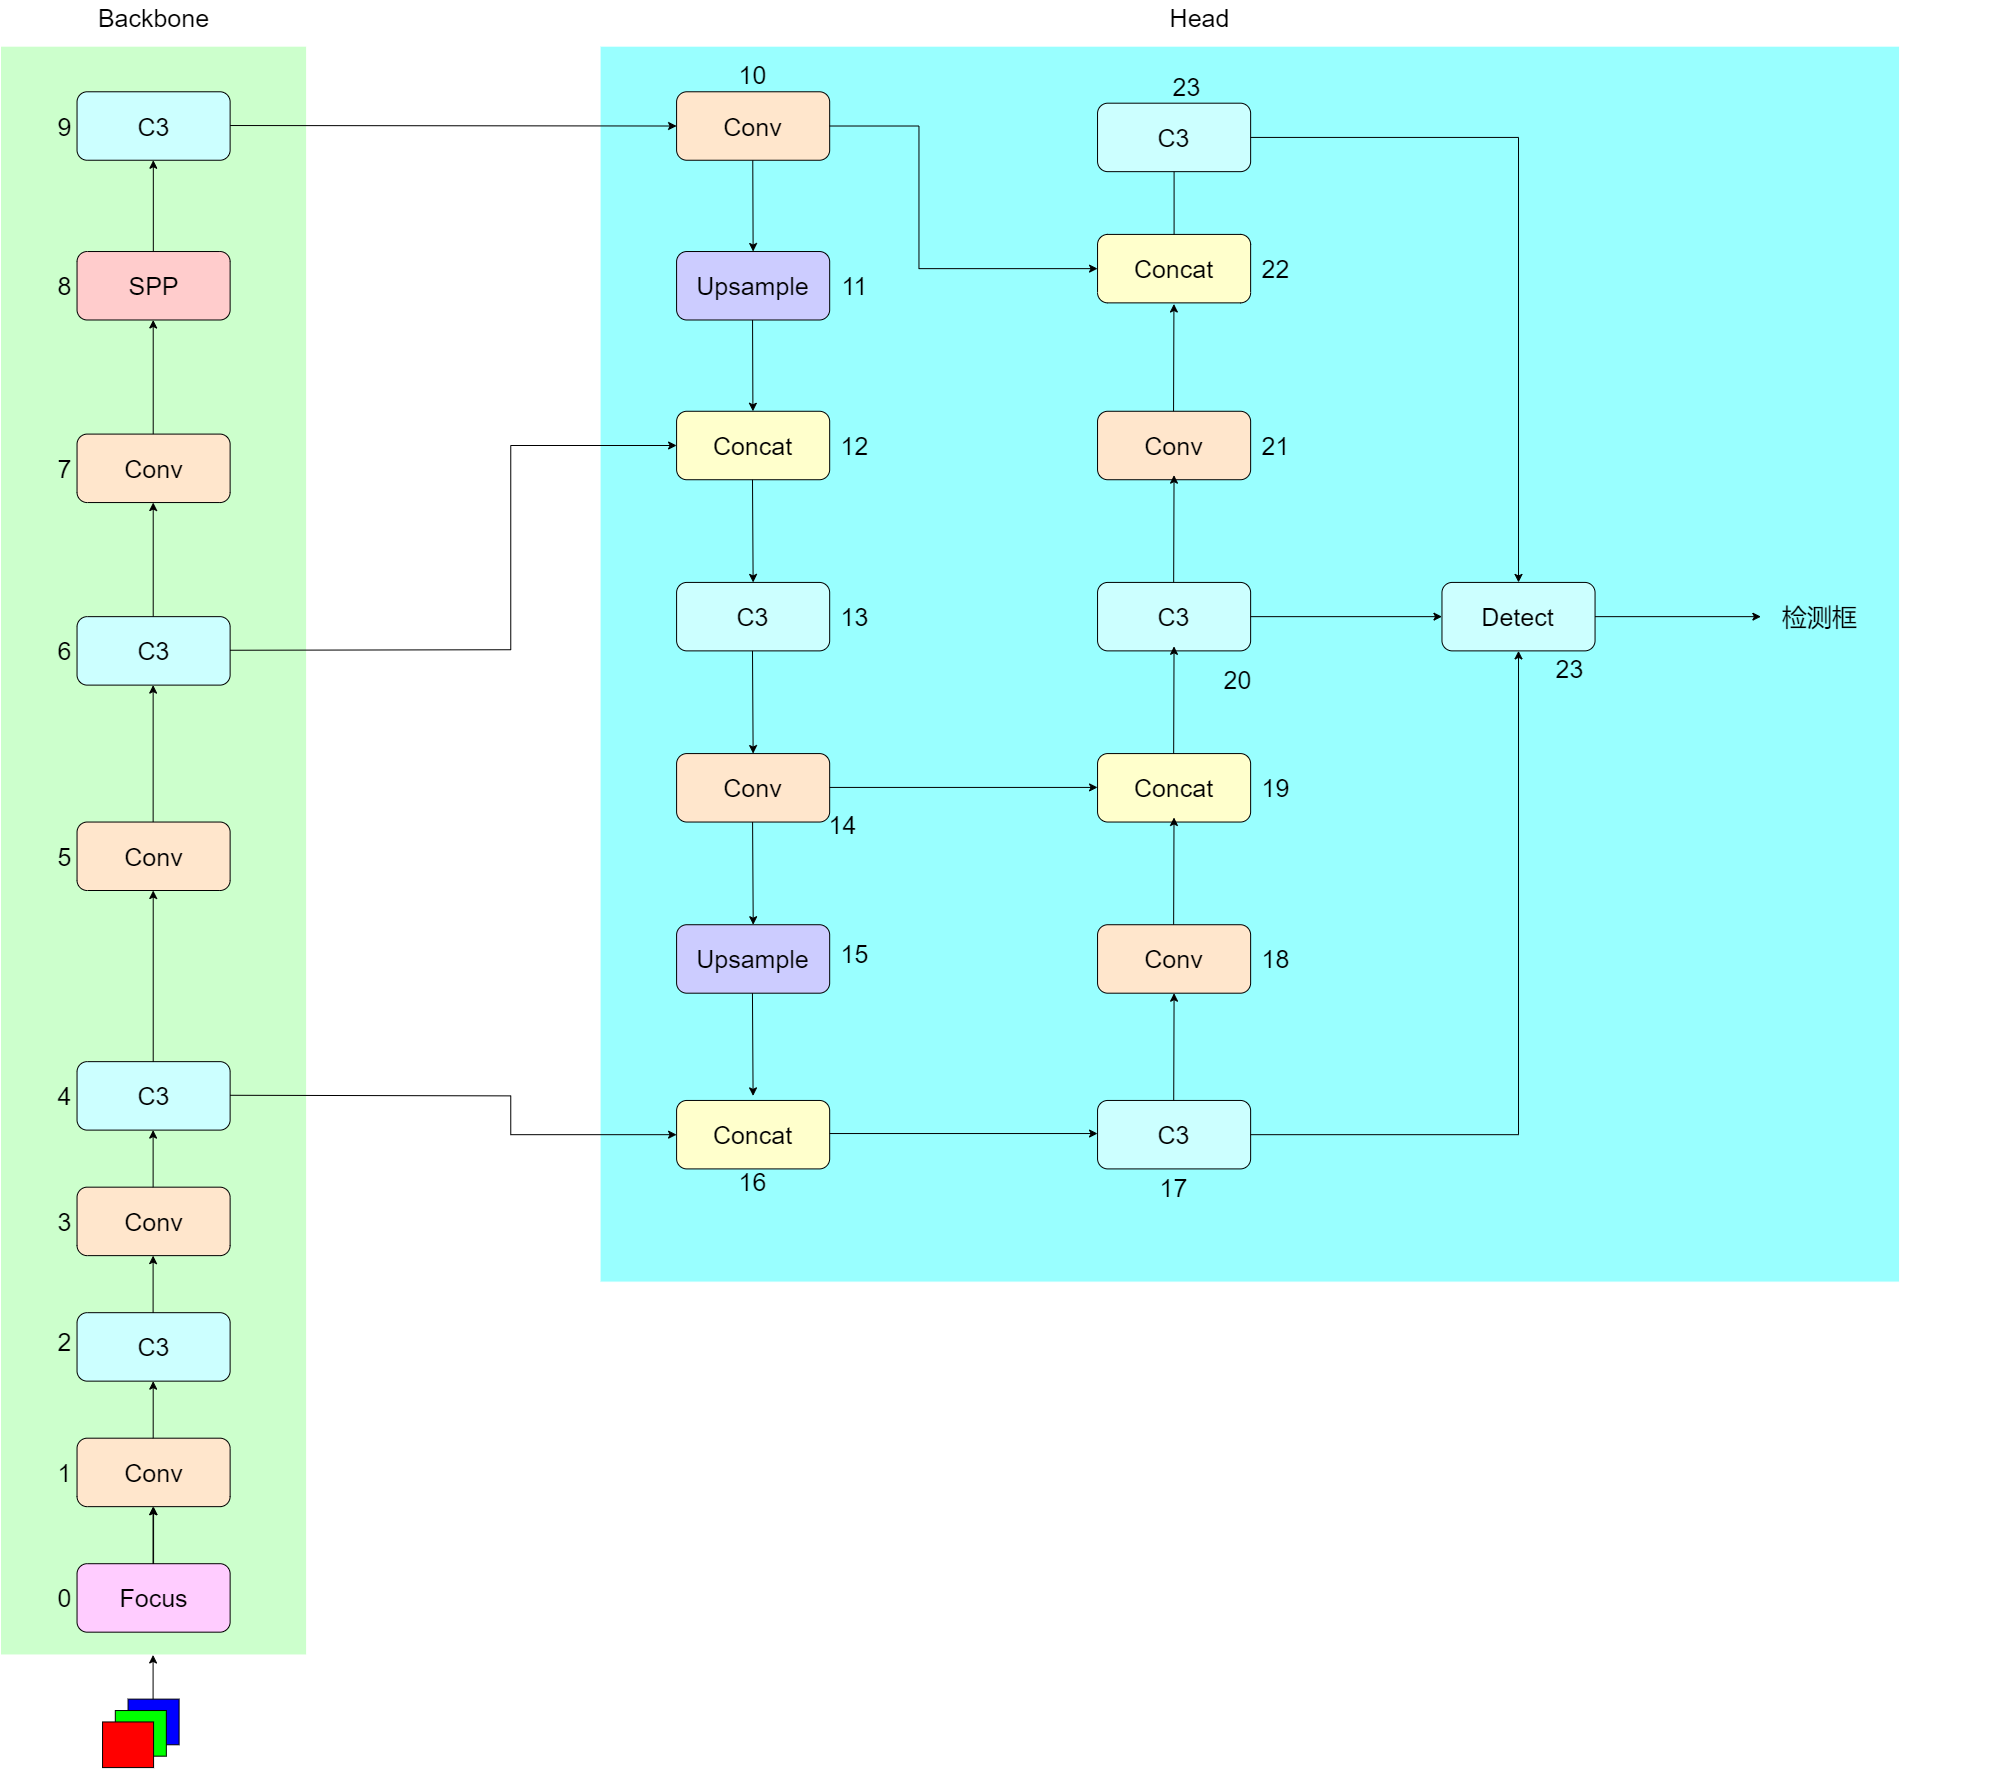 Backbone
Head
9
C3
8
SPP
7
Conv
6
C3
5
Conv
4
C3
3
Conv
2
C3
1
Conv
0
Focus
10
Conv
Upsample
11
Concat
12
C3
13
Conv
14
Upsample
15
Concat
16
23
C3
Concat
22
Conv
21
C3
20
Concat
19
Conv
18
C3
17
Detect
23
检测框